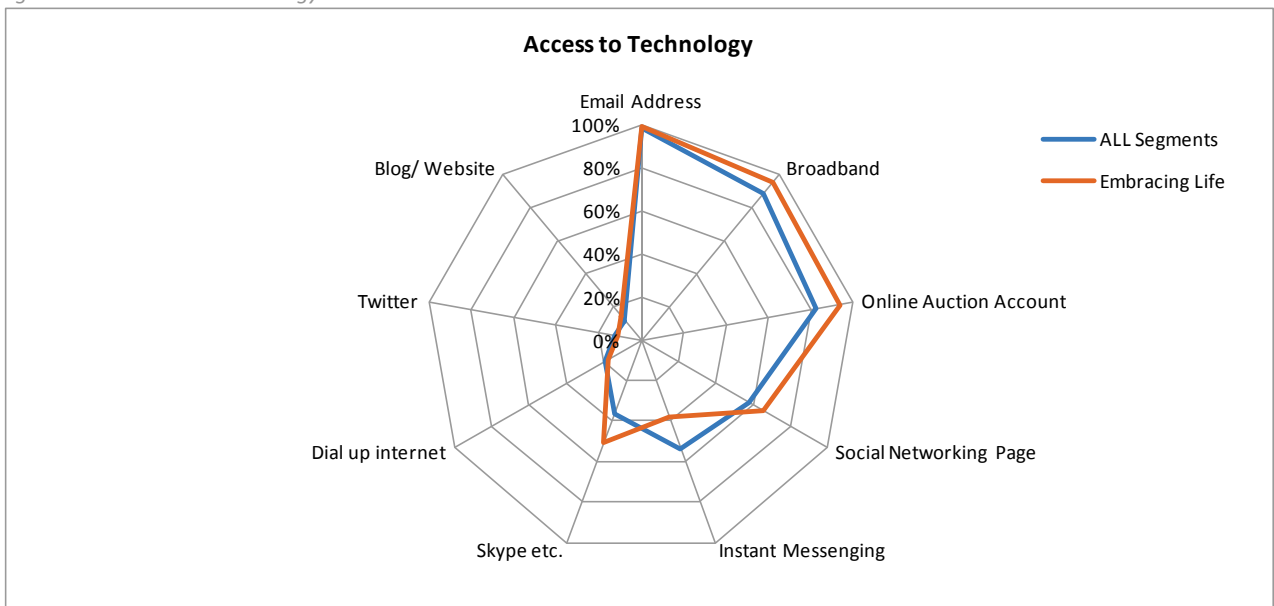 Access to Technology
Email Address
100%
80%
60%
40%
20%
0%
Broadband
Online Auction Account
Social Networking Page
Instant Messenging
Skype etc.
Dial up internet
Twitter
Blog/ Website
ALL Segments
Embracing Life